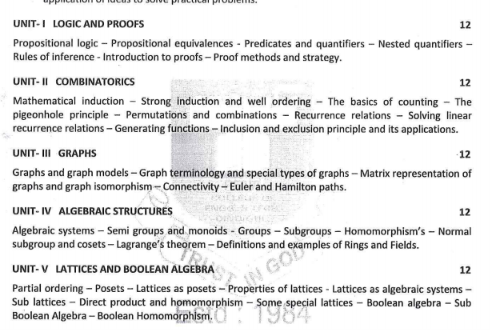 application of ideas to solve practical problems.
UNIT- I LOGIC AND PROOFS 12
Propositional logic – Propositional equivalences - Predicates and quantifiers – Nested quantifiers –
Rules of inference - Introduction to proofs – Proof methods and strategy.
UNIT- II COMBINATORICS 12
Mathematical induction – Strong induction and well ordering – The basics of counting – The
pigeonhole principle – Permutations and combinations – Recurrence relations – Solving linear
recurrence relations – Generating functions – Inclusion and exclusion principle and its applications.
UNIT- III GRAPHS 12
Graphs and graph models – Graph terminology and special types of graphs – Matrix representation of
graphs and graph isomorphism – Connectivity – Euler and Hamilton paths.
UNIT- IV ALGEBRAIC STRUCTURES 12
Algebraic systems – Semi groups and monoids - Groups – Subgroups – Homomorphism's – Normal
subgroup and cosets – Lagrange's theorem – Definitions and examples of Rings and Fields.
UNIT- V LATTICES AND BOOLEAN ALGEBRA 12
TRUST IN GOD
Partial ordering – Posets – Lattices as posets – Properties of lattices - Lattices as algebraic systems –
Sub lattices – Direct product and homomorphism – Some special lattices – Boolean algebra – Sub
Boolean Algebra – Boolean Homomorphism.
Estd : 1984